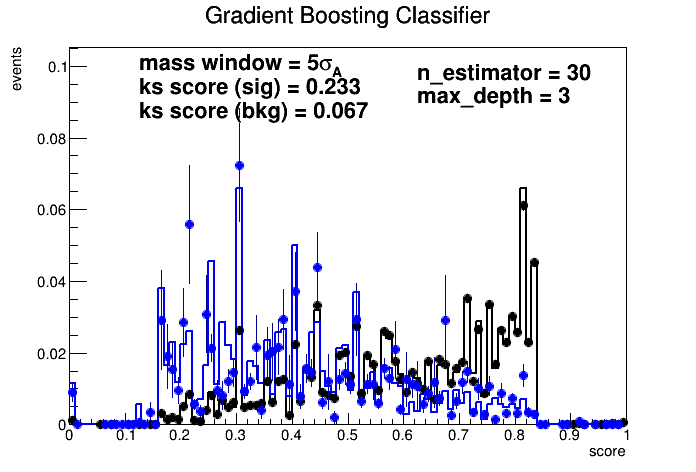 Gradient Boosting Classifier
events
mass window = 5σA
ks score (sig) = 0.233
ks score (bkg) = 0.067
n_estimator = 30
max_depth = 3
0.1
0.08
0.06
0.04
0.02
0
0 0.1 0.2 0.3 0.4 0.5 0.6 0.7 0.8 0.9 1
score